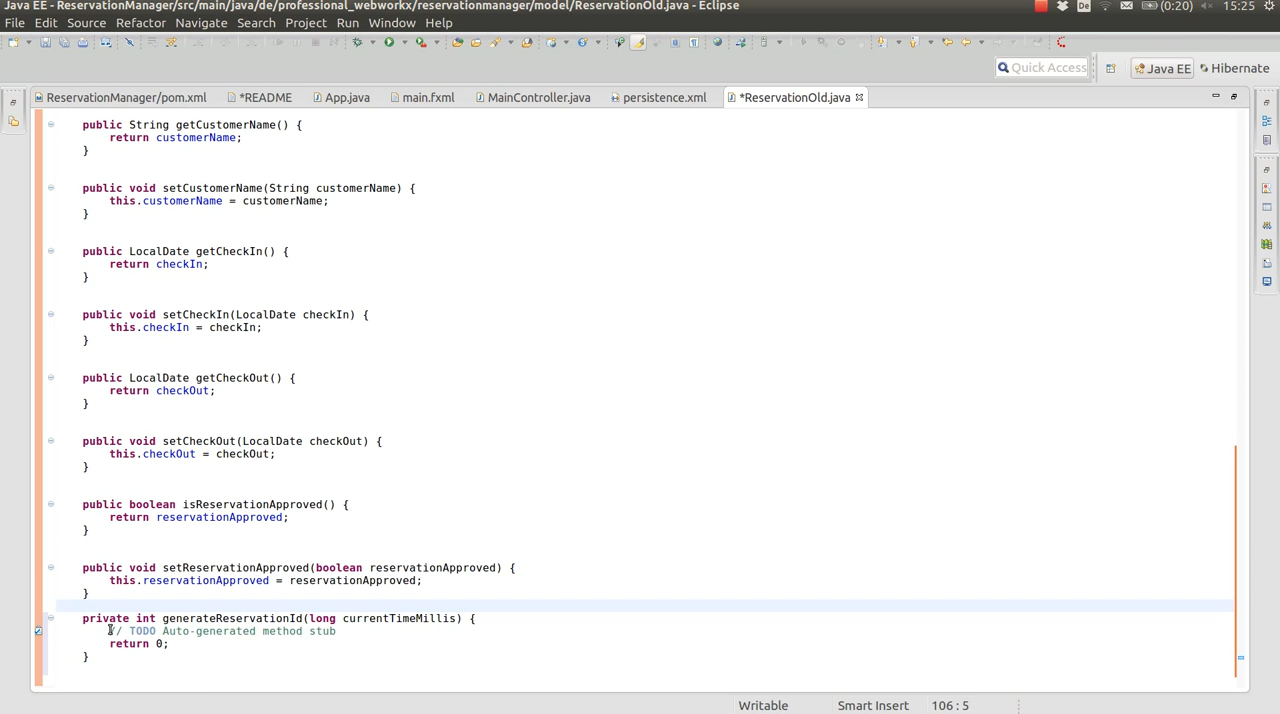 Java EE - ReservationManager/src/main/java/de/professional_webworkx/reservationmanager/model/ReservationOld.java - Eclipse
De
(0:20)
15:25
File Edit Source Refactor Navigate Search Project Run Window Help
Quick Access
Java EE
Hibernate
ReservationManager/pom.xml
*README
App.java
main.fxml
MainController.java
persistence.xml
*ReservationOld.java
public String getCustomerName() {
return customerName;
}
public void setCustomerName(String customerName) {
this.customerName = customerName;
}
public LocalDate getCheckIn() {
return checkIn;
}
public void setCheckIn(LocalDate checkIn) {
this.checkIn = checkIn;
}
public LocalDate getCheckOut() {
return checkOut;
}
public void setCheckOut(LocalDate checkOut) {
this.checkOut = checkOut;
}
public boolean isReservationApproved() {
return reservationApproved;
}
public void setReservationApproved(boolean reservationApproved) {
this.reservationApproved = reservationApproved;
}
private int generateReservationId(long currentTimeMillis) {
// TODO Auto-generated method stub
return 0;
}
Writable
Smart Insert
106 : 5